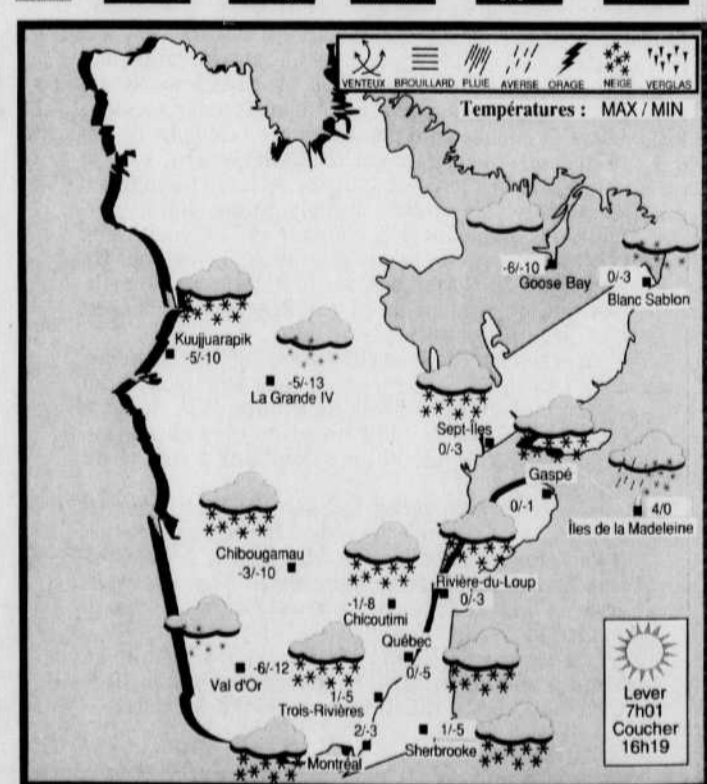 VENTEUX BROUILLARD PLUIE AVERSE ORAGE NEIGE VERGLAS
Températures : MAX / MIN
-6/-10
Goose Bay
0/-3
Blanc Sablon
Kuujjuarapik
-5/-10
-5/-13
La Grande IV
Sept-Îles
0/-3
Gaspé
0/-1
4/0
Îles de la Madeleine
Chibougamau
-3/-10
Rivière-du-Loup
0/-3
-1/-8
Chicoutimi
Québec
0/-5
-6/-12
Val d'Or
1/-5
Trois-Rivières
2/-3
Montréal
1/-5
Sherbrooke
Lever
7h01
Coucher
16h19